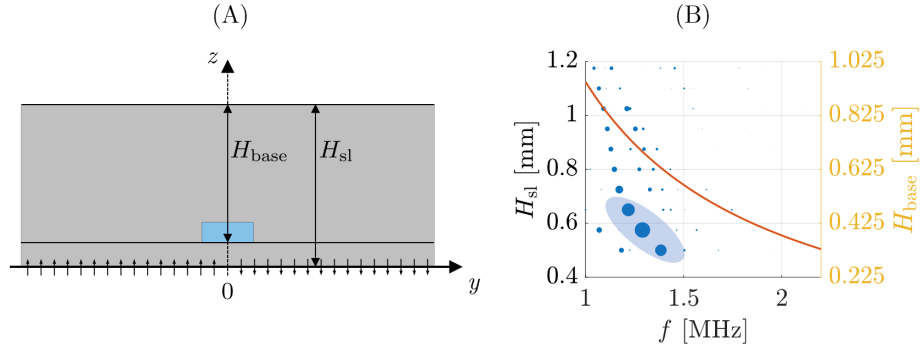 (A)
z
H_base
H_sl
0
y
(B)
1.2
1
0.8
0.6
0.4
H_sl [mm]
1
1.5
2
f [MHz]
1.025
0.825
0.625
0.425
0.225
H_base [mm]